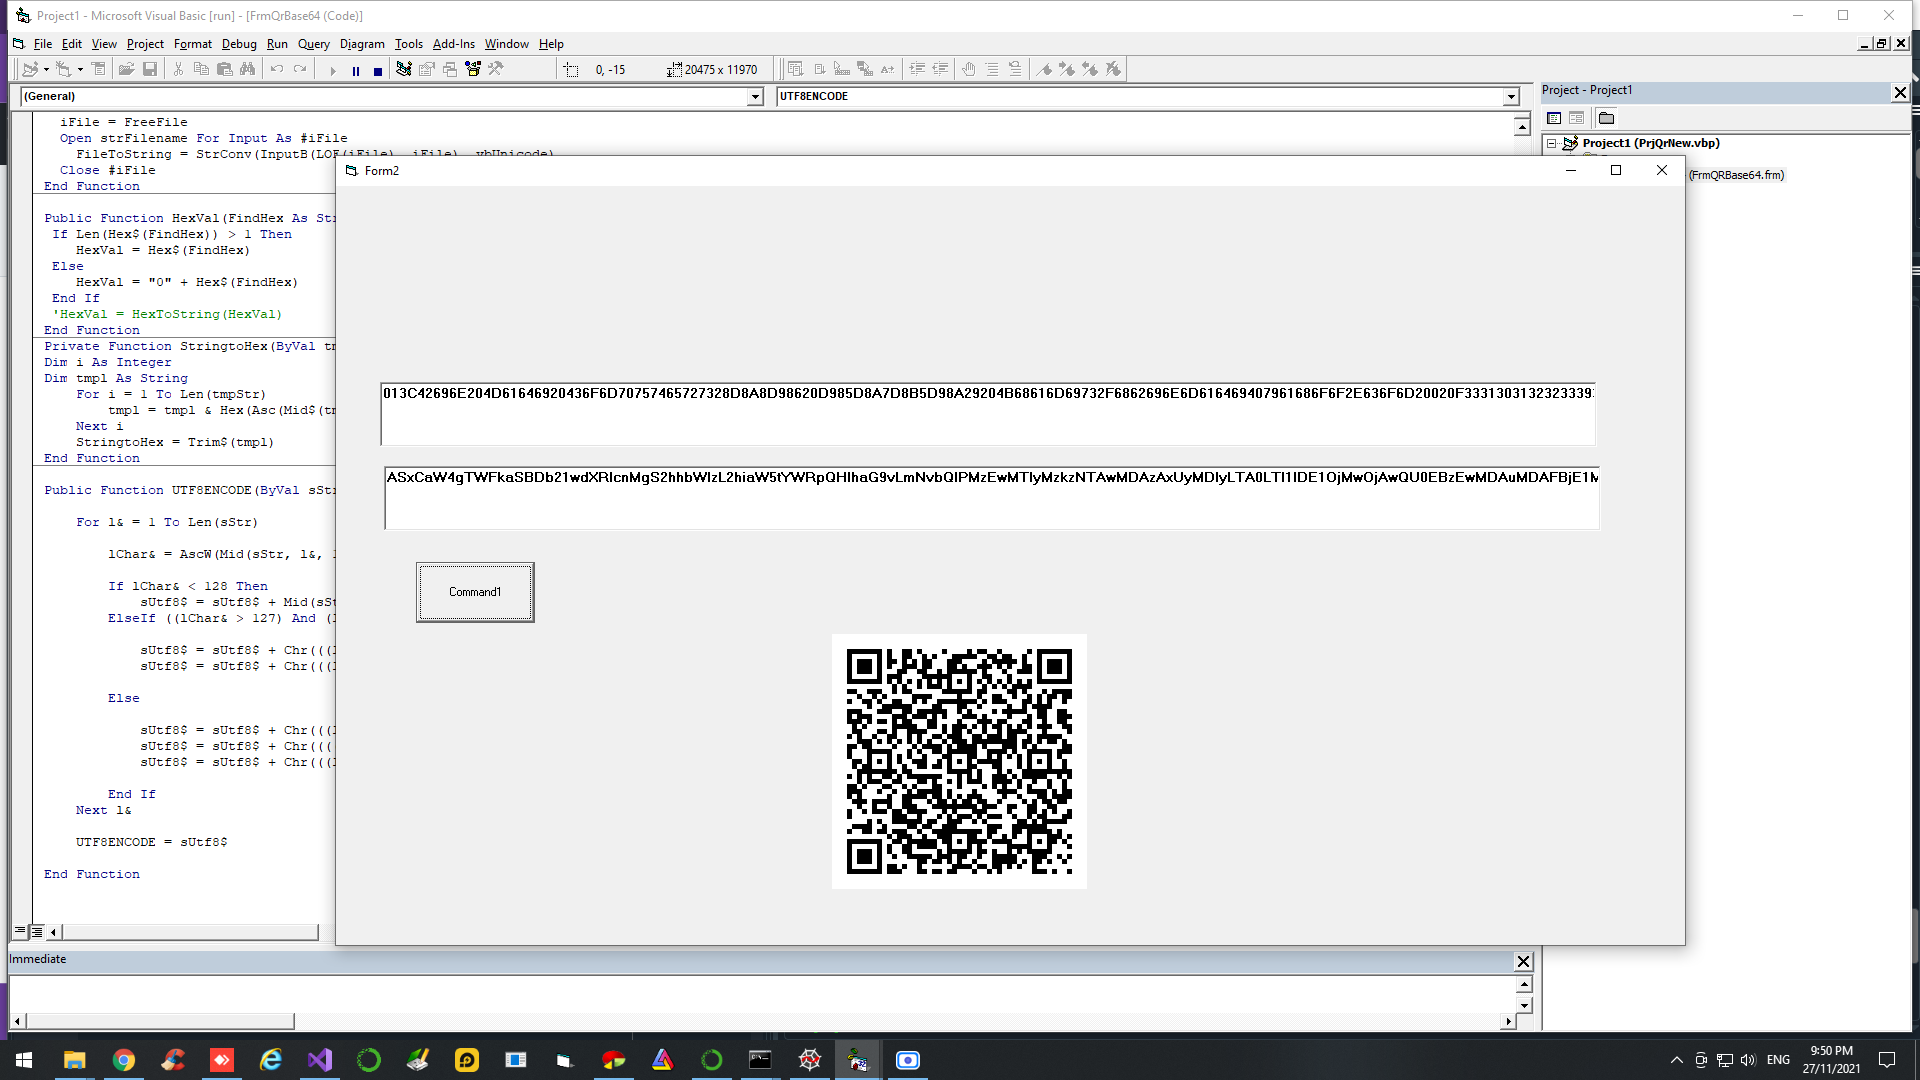 Project1 - Microsoft Visual Basic [run] - [FrmQrBase64 (Code)]
File Edit View Project Format Debug Run Query Diagram Tools Add-Ins Window Help
0, -15
20475 x 11970
(General)
UTF8ENCODE
iFile = FreeFile
Open strFilename For Input As #iFile
FileToString = StrConv(InputB(LOF(iFile), iFile), vbUnicode)
Close #iFile
End Function
Public Function HexVal(FindHex As Str
If Len(Hex$(FindHex)) > 1 Then
HexVal = Hex$(FindHex)
Else
HexVal = "0" + Hex$(FindHex)
End If
'HexVal = HexToString(HexVal)
End Function
Private Function StringtoHex(ByVal tm
Dim i As Integer
Dim tmpl As String
For i = 1 To Len(tmpStr)
tmpl = tmpl & Hex(Asc(Mid$(tm
Next i
StringtoHex = Trim$(tmpl)
End Function
Public Function UTF8ENCODE(ByVal sStr
For l& = 1 To Len(sStr)
lChar& = AscW(Mid(sStr, l&,
If lChar& < 128 Then
sUtf8$ = sUtf8$ + Mid(sSt
ElseIf ((lChar& > 127) And (
sUtf8$ = sUtf8$ + Chr(((
sUtf8$ = sUtf8$ + Chr(((
Else
sUtf8$ = sUtf8$ + Chr(((
sUtf8$ = sUtf8$ + Chr(((
sUtf8$ = sUtf8$ + Chr(((
End If
Next l&
UTF8ENCODE = sUtf8$
End Function
Immediate
Project - Project1
Project1 (PrjQrNew.vbp)
(FrmQRBase64.frm)
Form2
013C42696E204D61646920436F6D70757465727328D8A8D98620D985D8A7D8B5D98A29204B68616D69732F6862696E6D616469407961686F6F2E636F6D20020F33313031323233393
ASxCaW4gTWFkaSBDb21wdXRlcnMgS2hhbWlzL2hiaW5tYWRpQHlhaG9vLmNvbQIPMzEwMTIyMzkzNTAwMDAzAxUyMDIyLTA0LTI1IDE1OjMwOjAwQU0EBzEwMDAuMDAFBjE1M
Command1
ENG
9:50 PM
27/11/2021